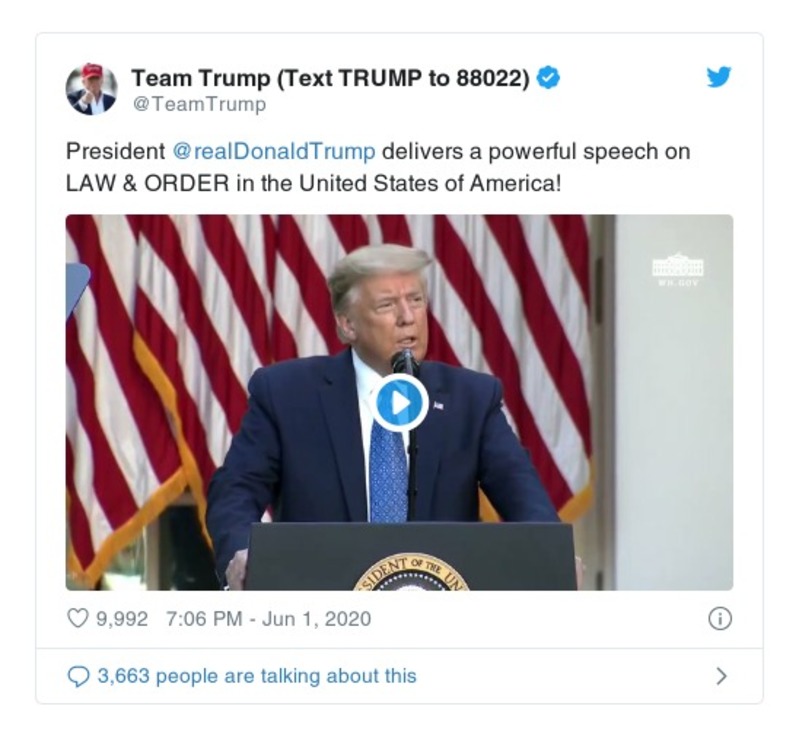 Team Trump (Text TRUMP to 88022)
@TeamTrump
President @realDonaldTrump delivers a powerful speech on
LAW & ORDER in the United States of America!
WH.GOV
SIDENT OF THE UN
9,992 7:06 PM - Jun 1, 2020
3,663 people are talking about this